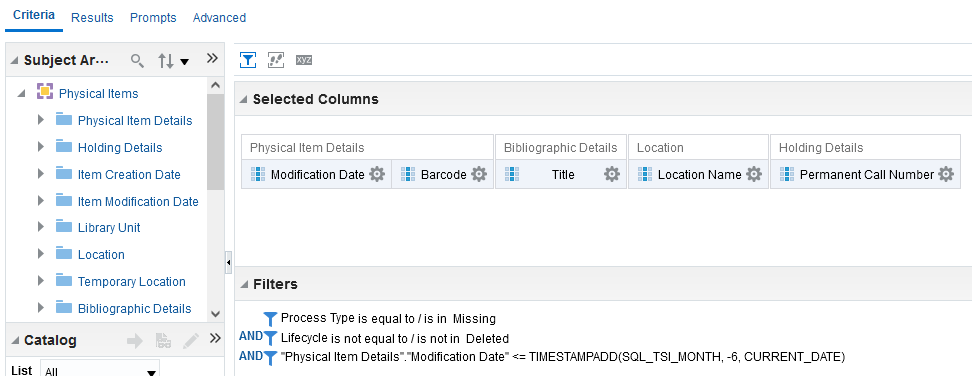 Criteria Results Prompts Advanced
Subject Ar···
Physical Items
Physical Item Details
Holding Details
Item Creation Date
Item Modification Date
Library Unit
Location
Temporary Location
Bibliographic Details
Catalog
List All
xyz
Selected Columns
Physical Item Details Bibliographic Details Location Holding Details
Modification Date Barcode Title Location Name Permanent Call Number
Filters
Process Type is equal to / is in Missing
AND Lifecycle is not equal to / is not in Deleted
AND "Physical Item Details"."Modification Date" <= TIMESTAMPADD(SQL_TSI_MONTH, -6, CURRENT_DATE)